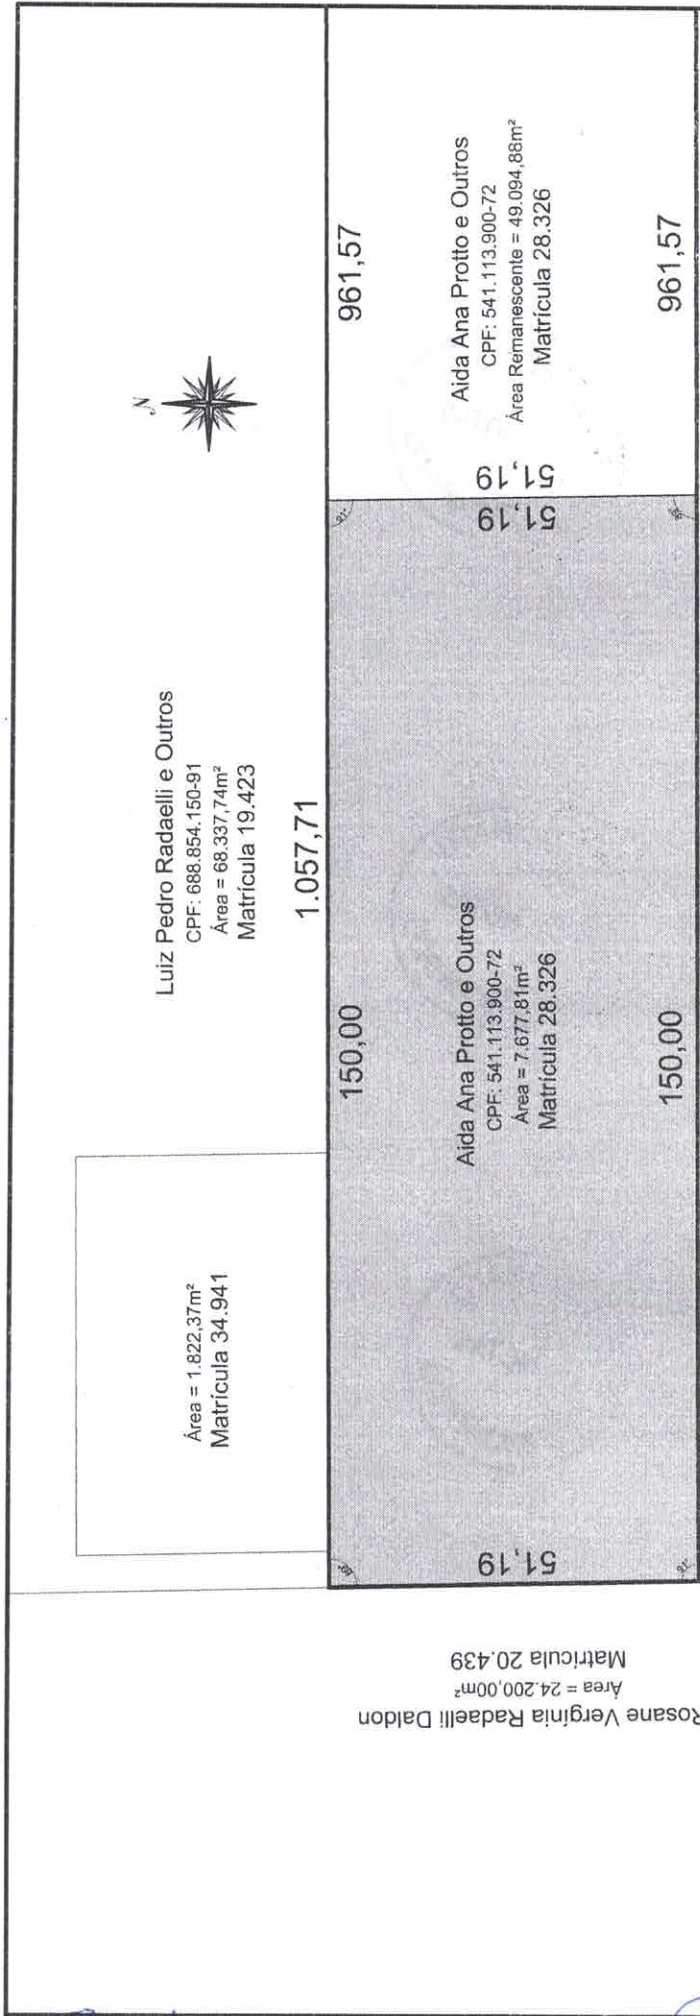 N
Luiz Pedro Radaelli e Outros
CPF: 688.854.150-91
Área = 68.337,74m²
Matrícula 19.423
1.057,71
Área = 1.822,37m²
Matrícula 34.941
150,00
961,57
Aida Ana Protto e Outros
CPF: 541.113.900-72
Área = 7.677,81m²
Matrícula 28.326
150,00
51,19
51,19
51,19
Aida Ana Protto e Outros
CPF: 541.113.900-72
Área Remanescente = 49.094,88m²
Matrícula 28.326
961,57
Rosane Vergínia Radaelli Daldon
Área = 24.200,00m²
Matrícula 20.439